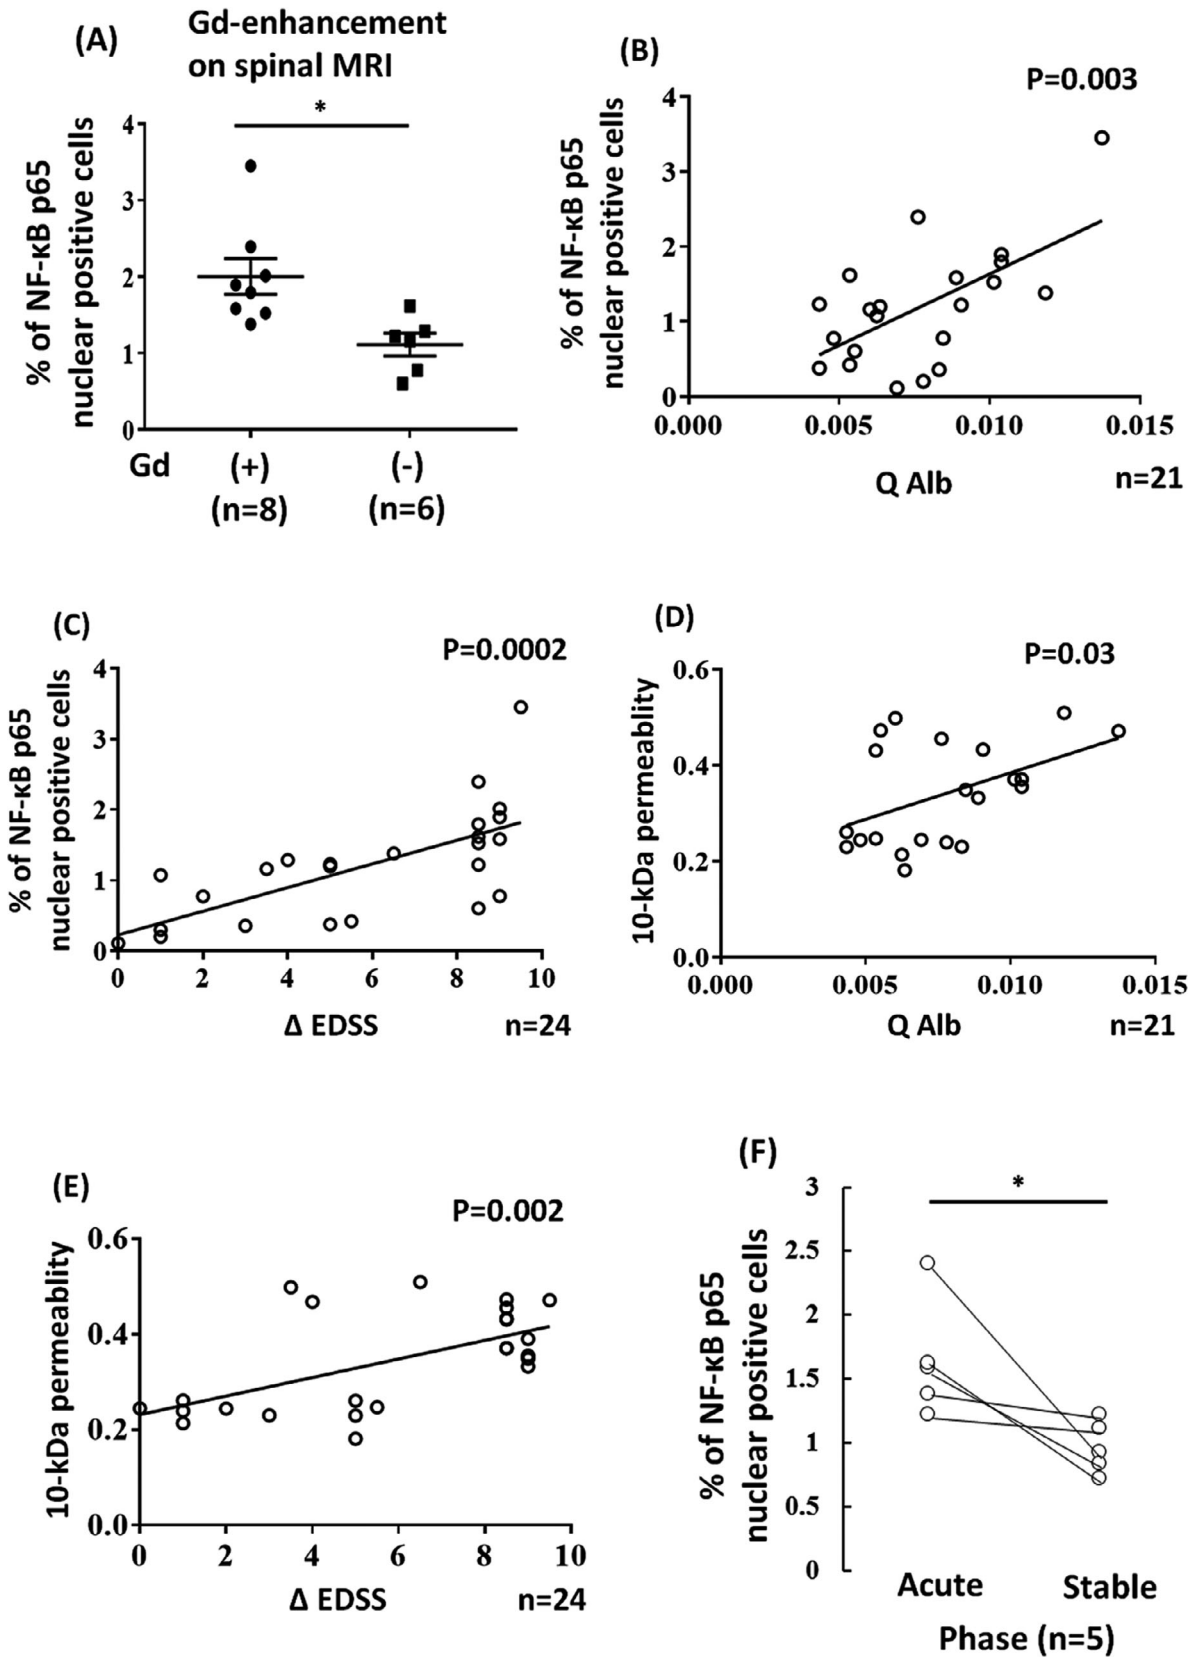 (A)
Gd-enhancement
on spinal MRI
*
% of NF-κB p65
nuclear positive cells
4
3
2
1
0
Gd
(+)
(-)
(n=8)
(n=6)
(B)
P=0.003
% of NF-κB p65
nuclear positive cells
4
3
2
1
0
0.000
0.005
0.010
0.015
Q Alb
n=21
(C)
P=0.0002
% of NF-κB p65
nuclear positive cells
4
3
2
1
0
0
2
4
6
8
10
Δ EDSS
n=24
(D)
P=0.03
10-kDa permeablity
0.6
0.4
0.2
0.0
0.000
0.005
0.010
0.015
Q Alb
n=21
(E)
P=0.002
10-kDa permeablity
0.6
0.4
0.2
0.0
0
2
4
6
8
10
Δ EDSS
n=24
(F)
*
% of NF-κB p65
nuclear positive cells
3
2.5
2
1.5
1
0.5
0
Acute
Stable
Phase (n=5)